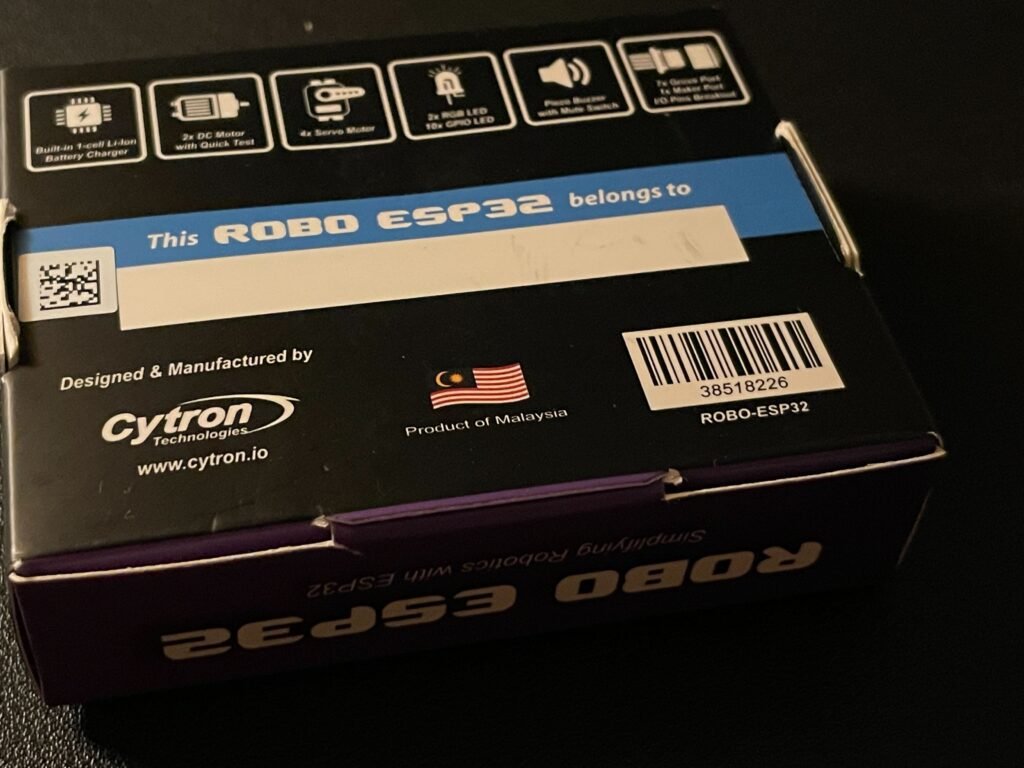 Built-in 1-cell Li-Ion
Battery Charger
2x DC Motor
with Quick Test
4x Servo Motor
2x RGB LED
10x GPIO LED
Piezo Buzzer
with Mute Switch
7x Grove Port
1x Maker Port
I/O Pins Breakout
This ROBO ESP32 belongs to
Designed & Manufactured by
Cytron
Technologies
www.cytron.io
Product of Malaysia
38518226
ROBO-ESP32
ROBO ESP32
Simplifying Robotics with ESP32